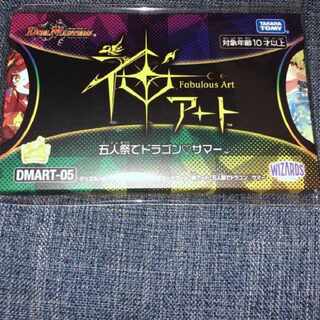 DUEL MASTERS
TAKARA TOMY
対象年齢10才以上
神アート
Fabulous Art
五人祭でドラゴン♡サマー
DMART-05
WIZARDS